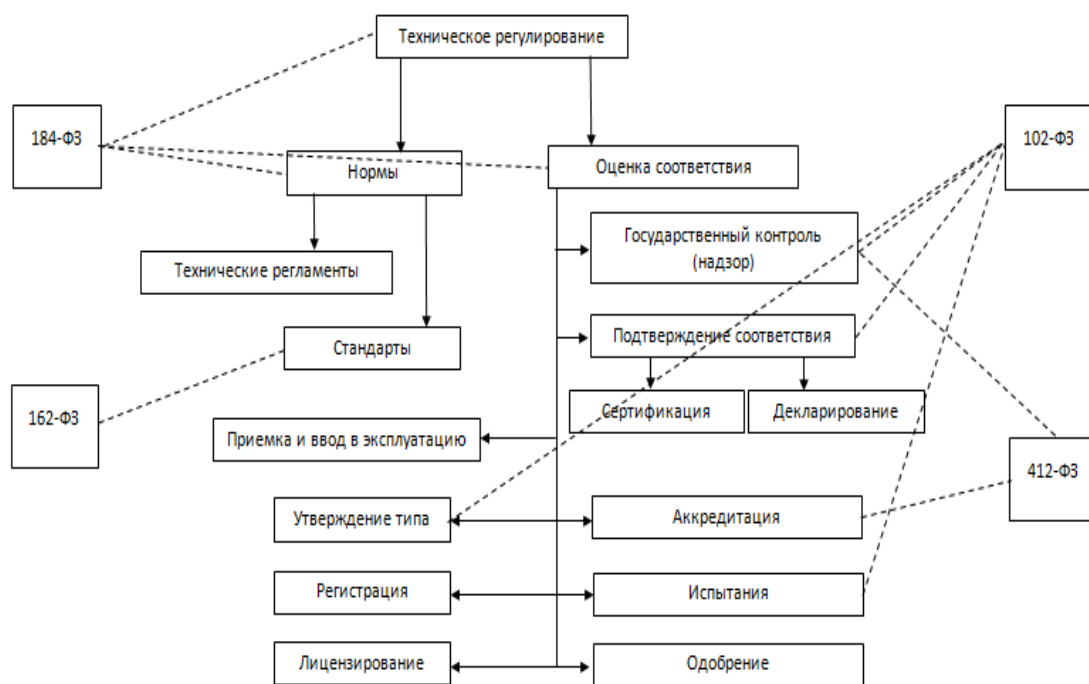 Техническое регулирование
184-ФЗ
102-ФЗ
Нормы
Оценка соответствия
Государственный контроль
(надзор)
Технические регламенты
Стандарты
Подтверждение соответствия
162-ФЗ
Сертификация
Декларирование
Приемка и ввод в эксплуатацию
412-ФЗ
Утверждение типа
Аккредитация
Регистрация
Испытания
Лицензирование
Одобрение